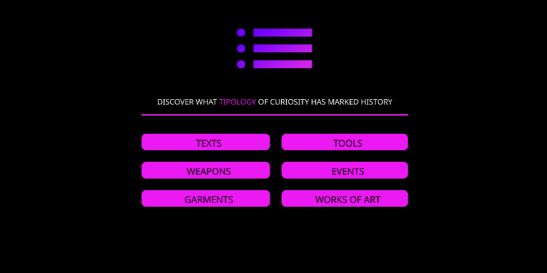 DISCOVER WHAT TIPOLOGY OF CURIOSITY HAS MARKED HISTORY
TEXTS
TOOLS
WEAPONS
EVENTS
GARMENTS
WORKS OF ART